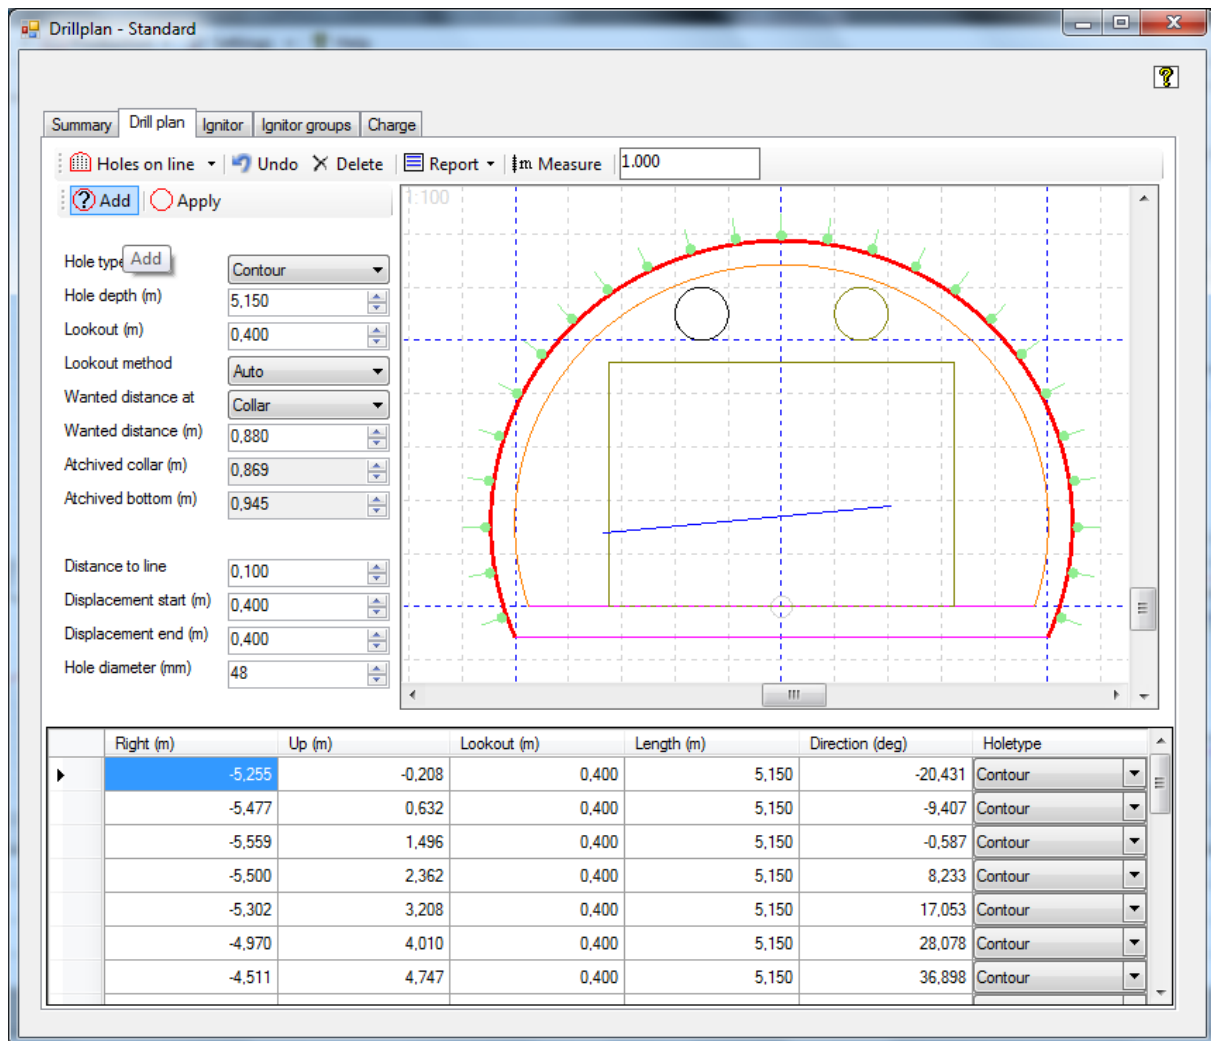 Drillplan - Standard
Summary Drill plan Ignitor Ignitor groups Charge
Holes on line Undo Delete Report m Measure 1.000
? Add Apply
1:100
Hole type Add Contour
Hole depth (m) 5,150
Lookout (m) 0,400
Lookout method Auto
Wanted distance at Collar
Wanted distance (m) 0,880
Atchived collar (m) 0,869
Atchived bottom (m) 0,945
Distance to line 0,100
Displacement start (m) 0,400
Displacement end (m) 0,400
Hole diameter (mm) 48
Right (m) Up (m) Lookout (m) Length (m) Direction (deg) Holetype
-5,255 -0,208 0,400 5,150 -20,431 Contour
-5,477 0,632 0,400 5,150 -9,407 Contour
-5,559 1,496 0,400 5,150 -0,587 Contour
-5,500 2,362 0,400 5,150 8,233 Contour
-5,302 3,208 0,400 5,150 17,053 Contour
-4,970 4,010 0,400 5,150 28,078 Contour
-4,511 4,747 0,400 5,150 36,898 Contour